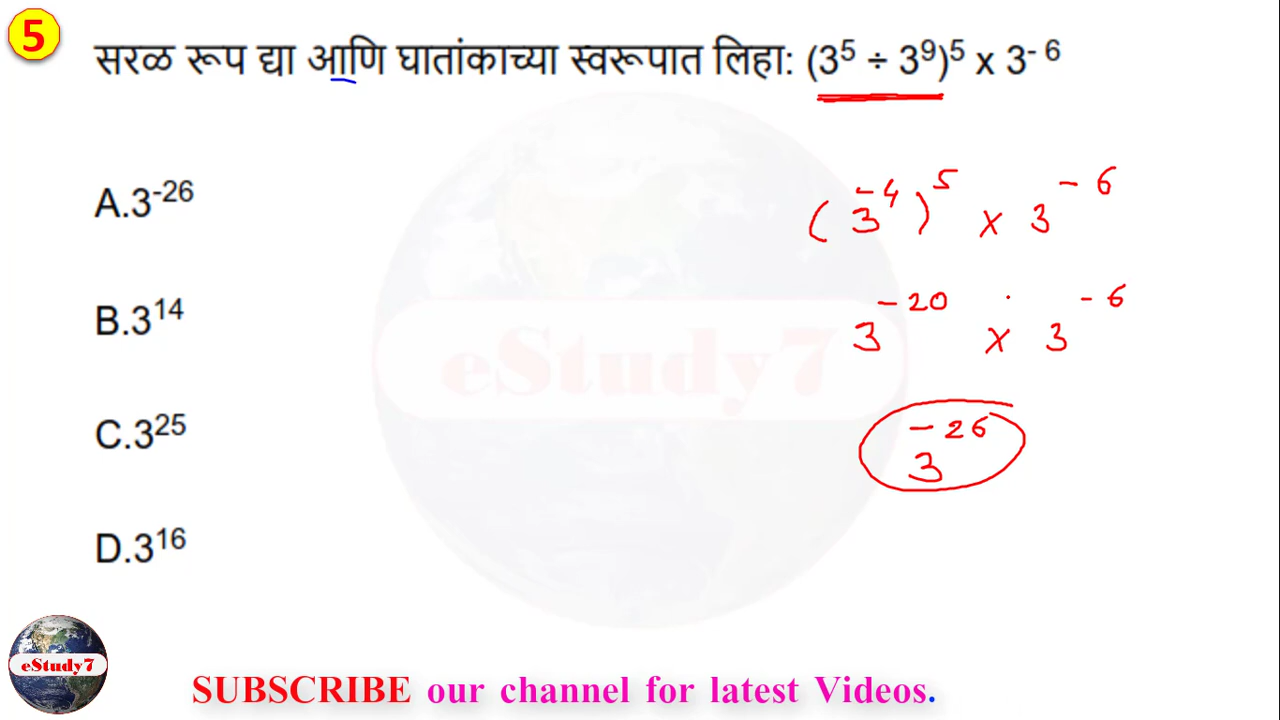 5
सरळ रूप द्या आणि घातांकाच्या स्वरूपात लिहा: (3⁵ ÷ 3⁹)⁵ x 3⁻⁶
A.3⁻²⁶
(3⁻⁴)⁵ x 3⁻⁶
B.3¹⁴
3⁻²⁰ x 3⁻⁶
eStudy7
C.3²⁵
3⁻²⁶
D.3¹⁶
eStudy7
SUBSCRIBE our channel for latest Videos.